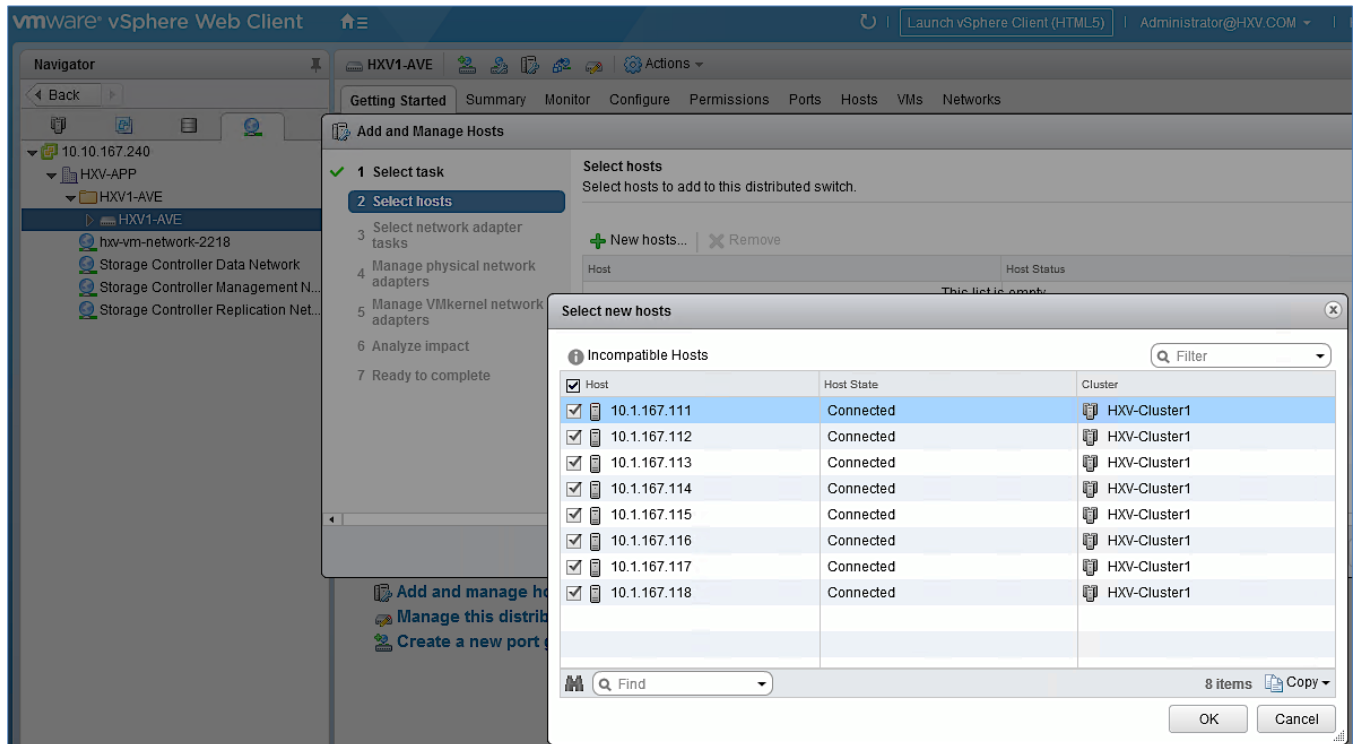 vmware® vSphere Web Client
Launch vSphere Client (HTML5)
Administrator@HXV.COM
Navigator
HXV1-AVE
Actions
Back
Getting Started Summary Monitor Configure Permissions Ports Hosts VMs Networks
10.10.167.240
HXV-APP
HXV1-AVE
HXV1-AVE
hxv-vm-network-2218
Storage Controller Data Network
Storage Controller Management N...
Storage Controller Replication Net...
Add and Manage Hosts
1 Select task
2 Select hosts
3 Select network adapter
tasks
4 Manage physical network
adapters
5 Manage VMkernel network
adapters
6 Analyze impact
7 Ready to complete
Select hosts
Select hosts to add to this distributed switch.
New hosts... Remove
Host Host Status
This list is empty
Select new hosts
Incompatible Hosts
Filter
Host Host State Cluster
10.1.167.111 Connected HXV-Cluster1
10.1.167.112 Connected HXV-Cluster1
10.1.167.113 Connected HXV-Cluster1
10.1.167.114 Connected HXV-Cluster1
10.1.167.115 Connected HXV-Cluster1
10.1.167.116 Connected HXV-Cluster1
10.1.167.117 Connected HXV-Cluster1
10.1.167.118 Connected HXV-Cluster1
Find
8 items Copy
OK Cancel
Add and manage
Manage this
Create a new port